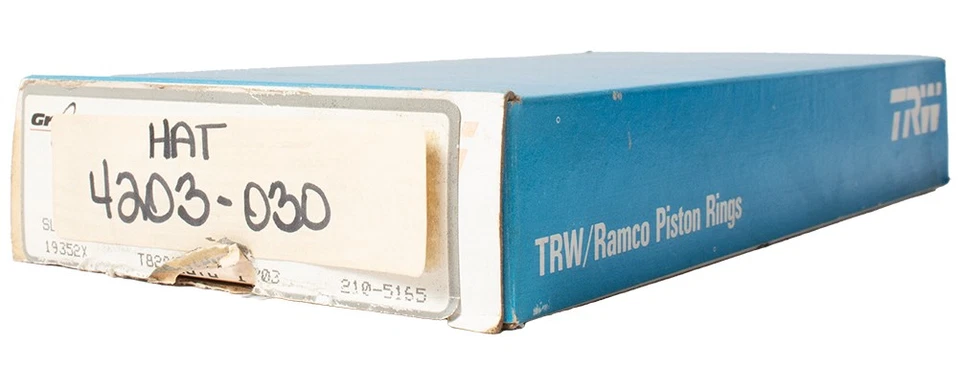 HAT
4203-030
19352X
210-5165
TRW/Ramco Piston Rings
TRW